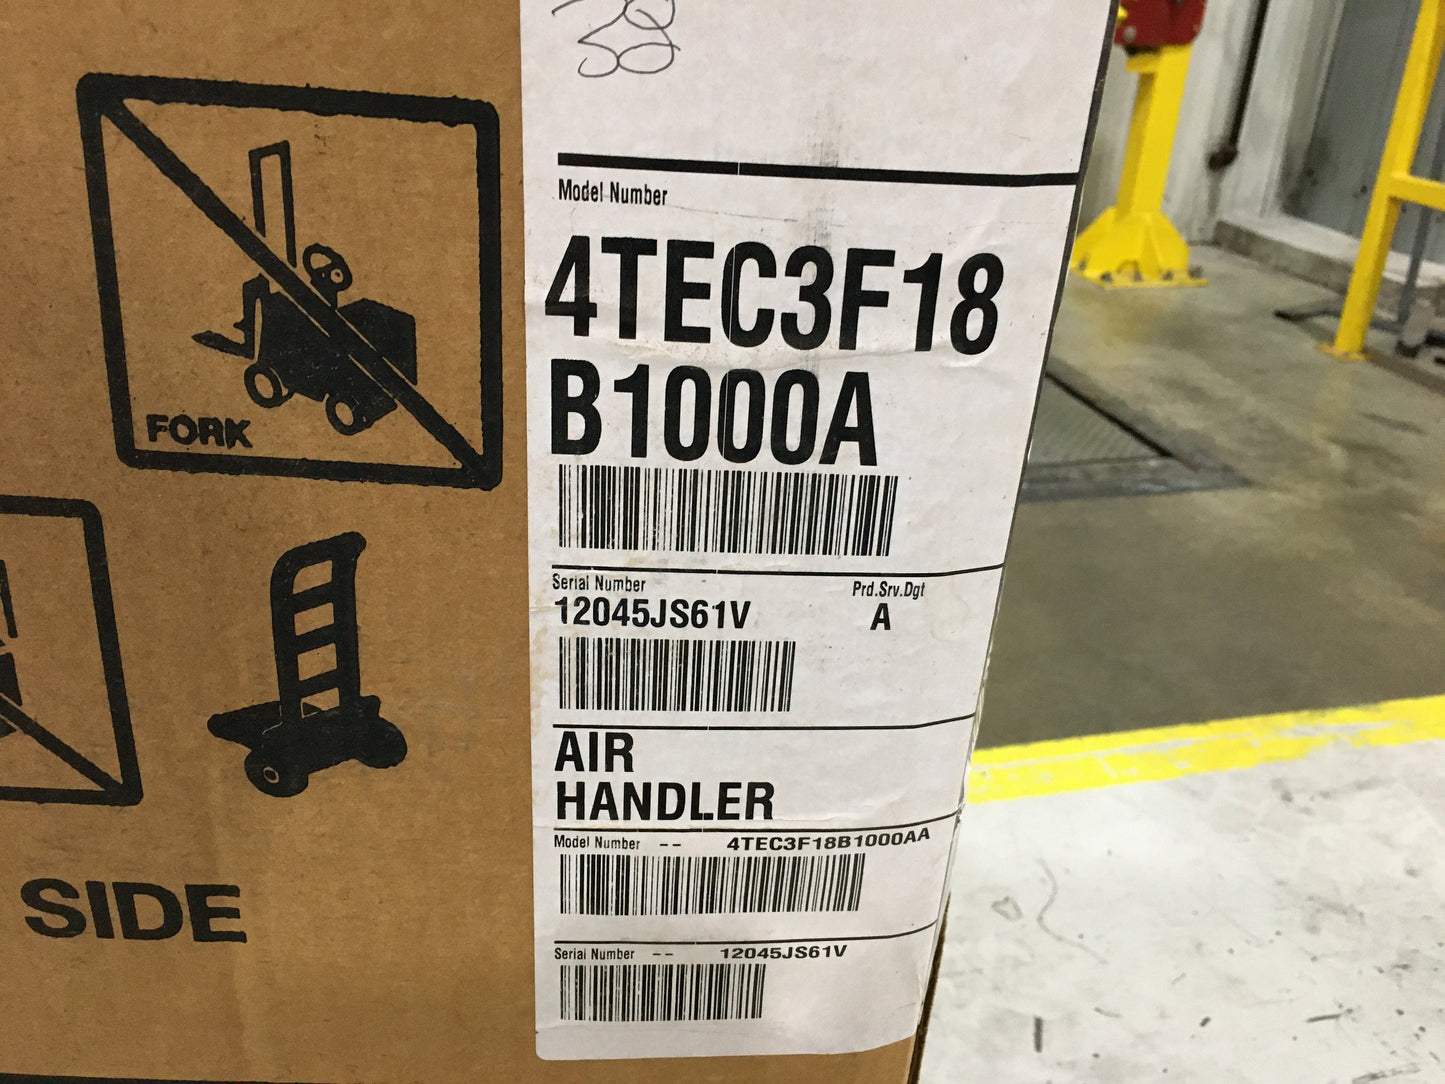 38
Model Number
4TEC3F18
B1000A
Serial Number Prd.Srv.Dgt
12045JS61V A
AIR
HANDLER
Model Number -- 4TEC3F18B1000AA
Serial Number -- 12045JS61V
FORK
SIDE